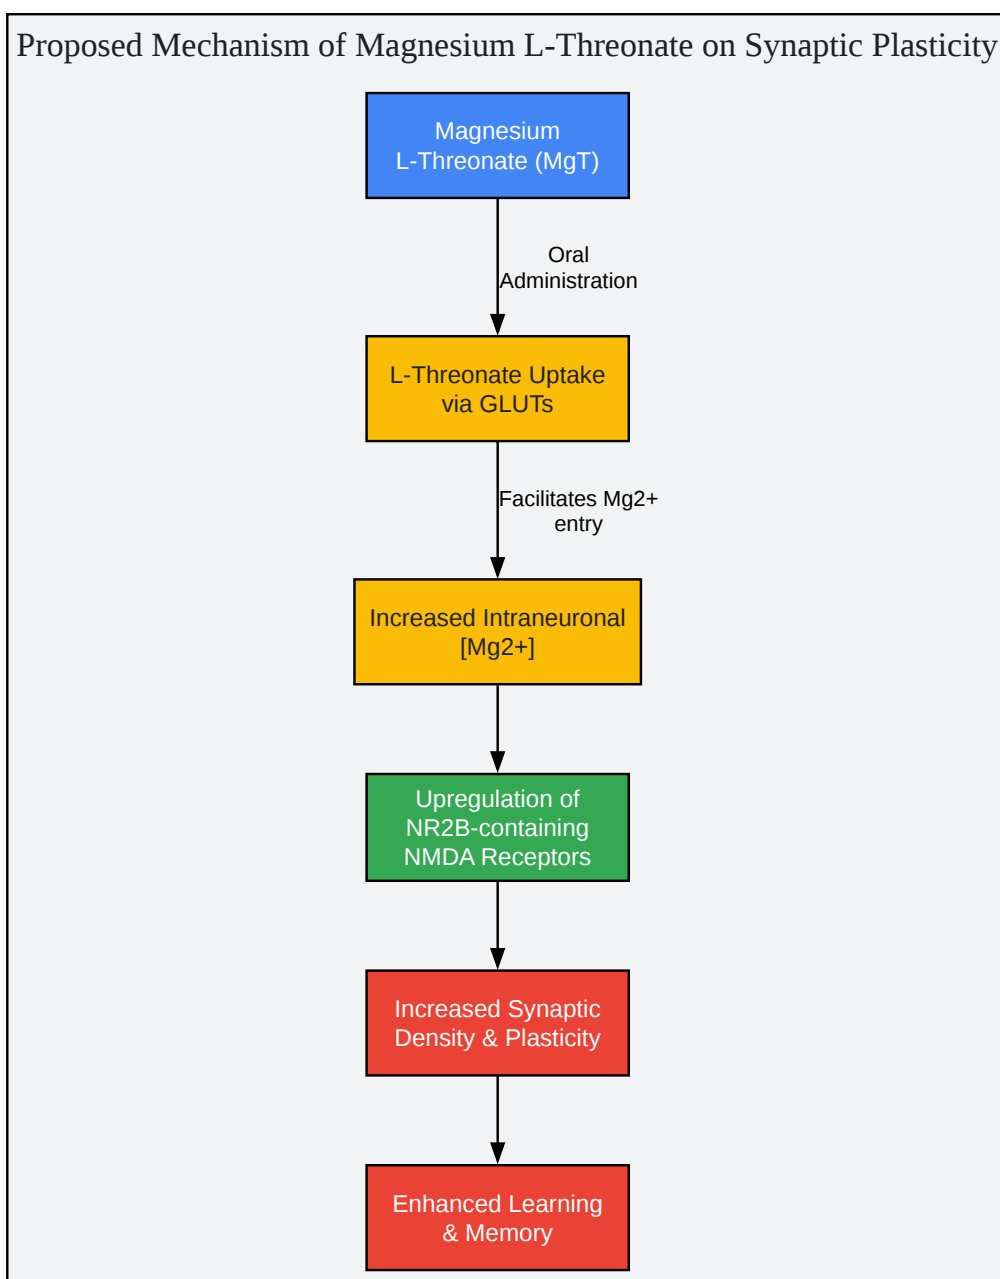 Proposed Mechanism of Magnesium L-Threonate on Synaptic Plasticity
Magnesium
L-Threonate (MgT)
Oral
Administration
L-Threonate Uptake
via GLUTs
Facilitates Mg2+
entry
Increased Intraneuronal
[Mg2+]
Upregulation of
NR2B-containing
NMDA Receptors
Increased Synaptic
Density & Plasticity
Enhanced Learning
& Memory